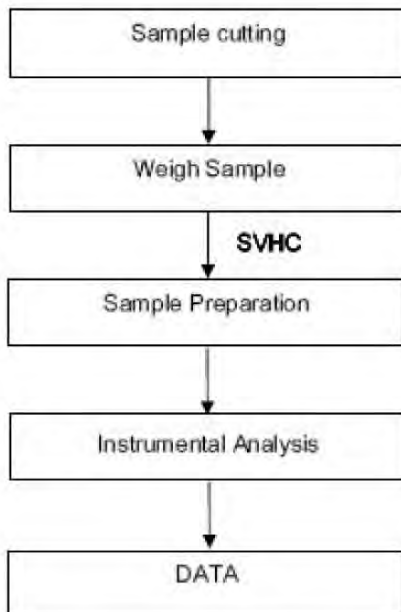 Sample cutting
Weigh Sample
SVHC
Sample Preparation
Instrumental Analysis
DATA